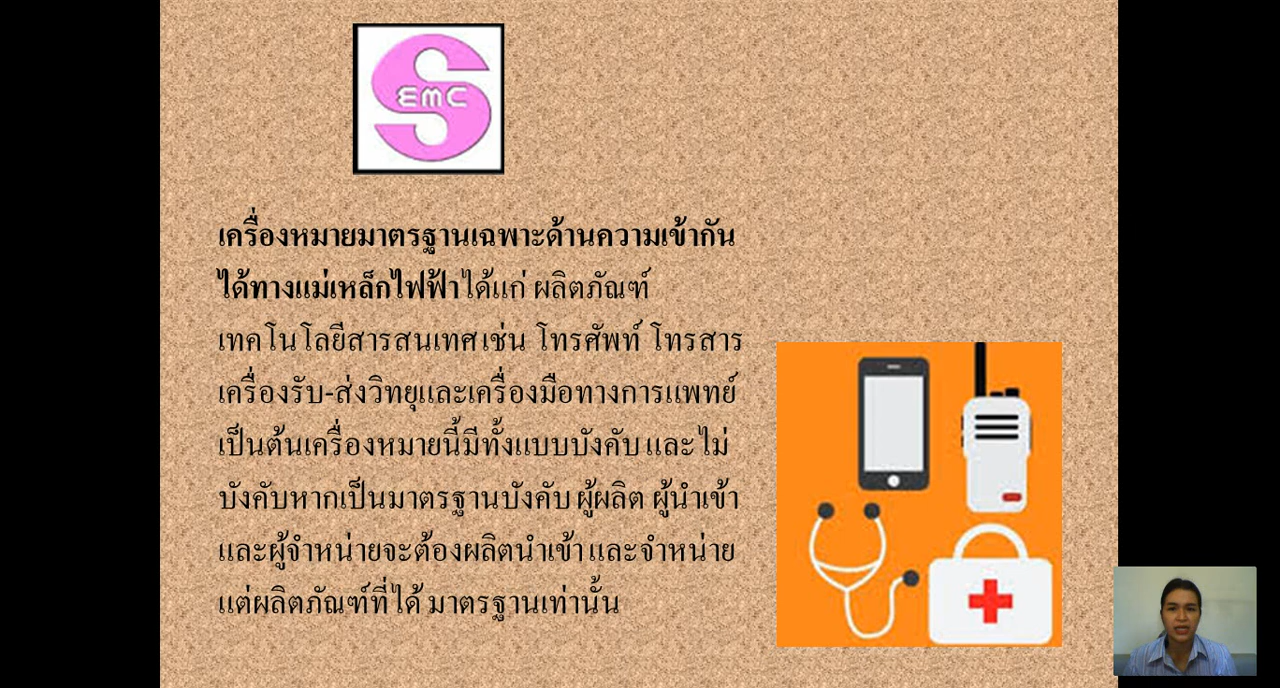 EMC
เครื่องหมายมาตรฐานเฉพาะด้านความเข้ากัน
ได้ทางแม่เหล็กไฟฟ้าได้แก่ ผลิตภัณฑ์
เทคโนโลยีสารสนเทศเช่น โทรศัพท์ โทรสาร
เครื่องรับ-ส่งวิทยุและเครื่องมือทางการแพทย์
เป็นต้นเครื่องหมายนี้มีทั้งแบบบังคับ และไม่
บังคับหากเป็นมาตรฐานบังคับ ผู้ผลิต ผู้นำเข้า
และผู้จำหน่ายจะต้องผลิตนำเข้า และจำหน่าย
แต่ผลิตภัณฑ์ที่ได้ มาตรฐานเท่านั้น